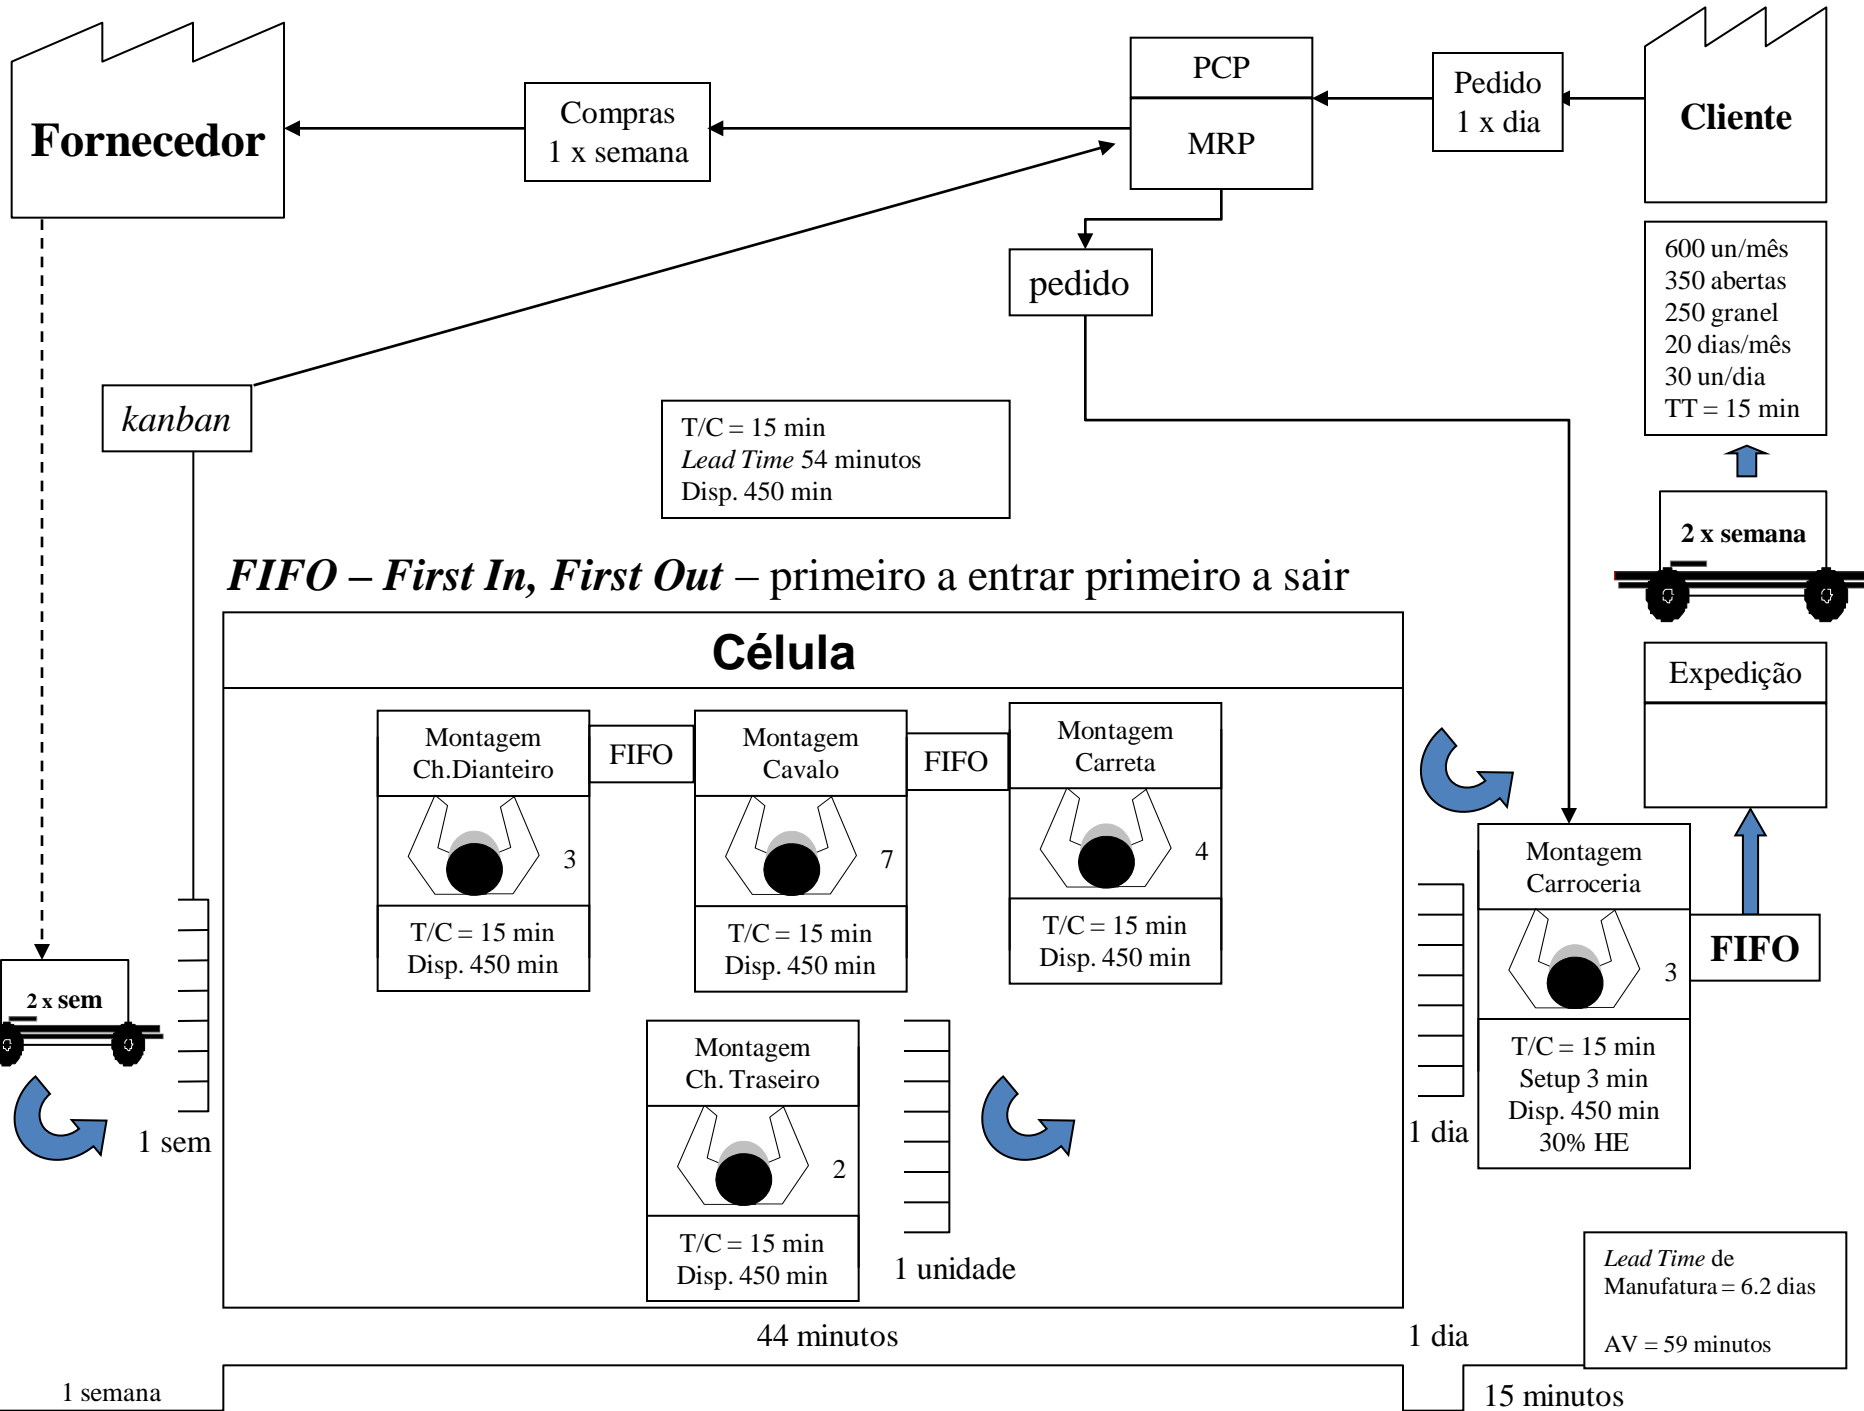 Fornecedor
Compras
1 x semana
PCP
MRP
Pedido
1 x dia
Cliente
pedido
600 un/mês
350 abertas
250 granel
20 dias/mês
30 un/dia
TT = 15 min
kanban
T/C = 15 min
Lead Time 54 minutos
Disp. 450 min
2 x semana
FIFO – First In, First Out – primeiro a entrar primeiro a sair
Célula
Expedição
Montagem
Ch.Dianteiro
3
T/C = 15 min
Disp. 450 min
FIFO
Montagem
Cavalo
7
T/C = 15 min
Disp. 450 min
FIFO
Montagem
Carreta
4
T/C = 15 min
Disp. 450 min
Montagem
Carroceria
3
T/C = 15 min
Setup 3 min
Disp. 450 min
30% HE
FIFO
2 x sem
1 sem
Montagem
Ch. Traseiro
2
T/C = 15 min
Disp. 450 min
1 unidade
1 dia
Lead Time de
Manufatura = 6.2 dias
AV = 59 minutos
44 minutos
1 dia
1 semana
15 minutos